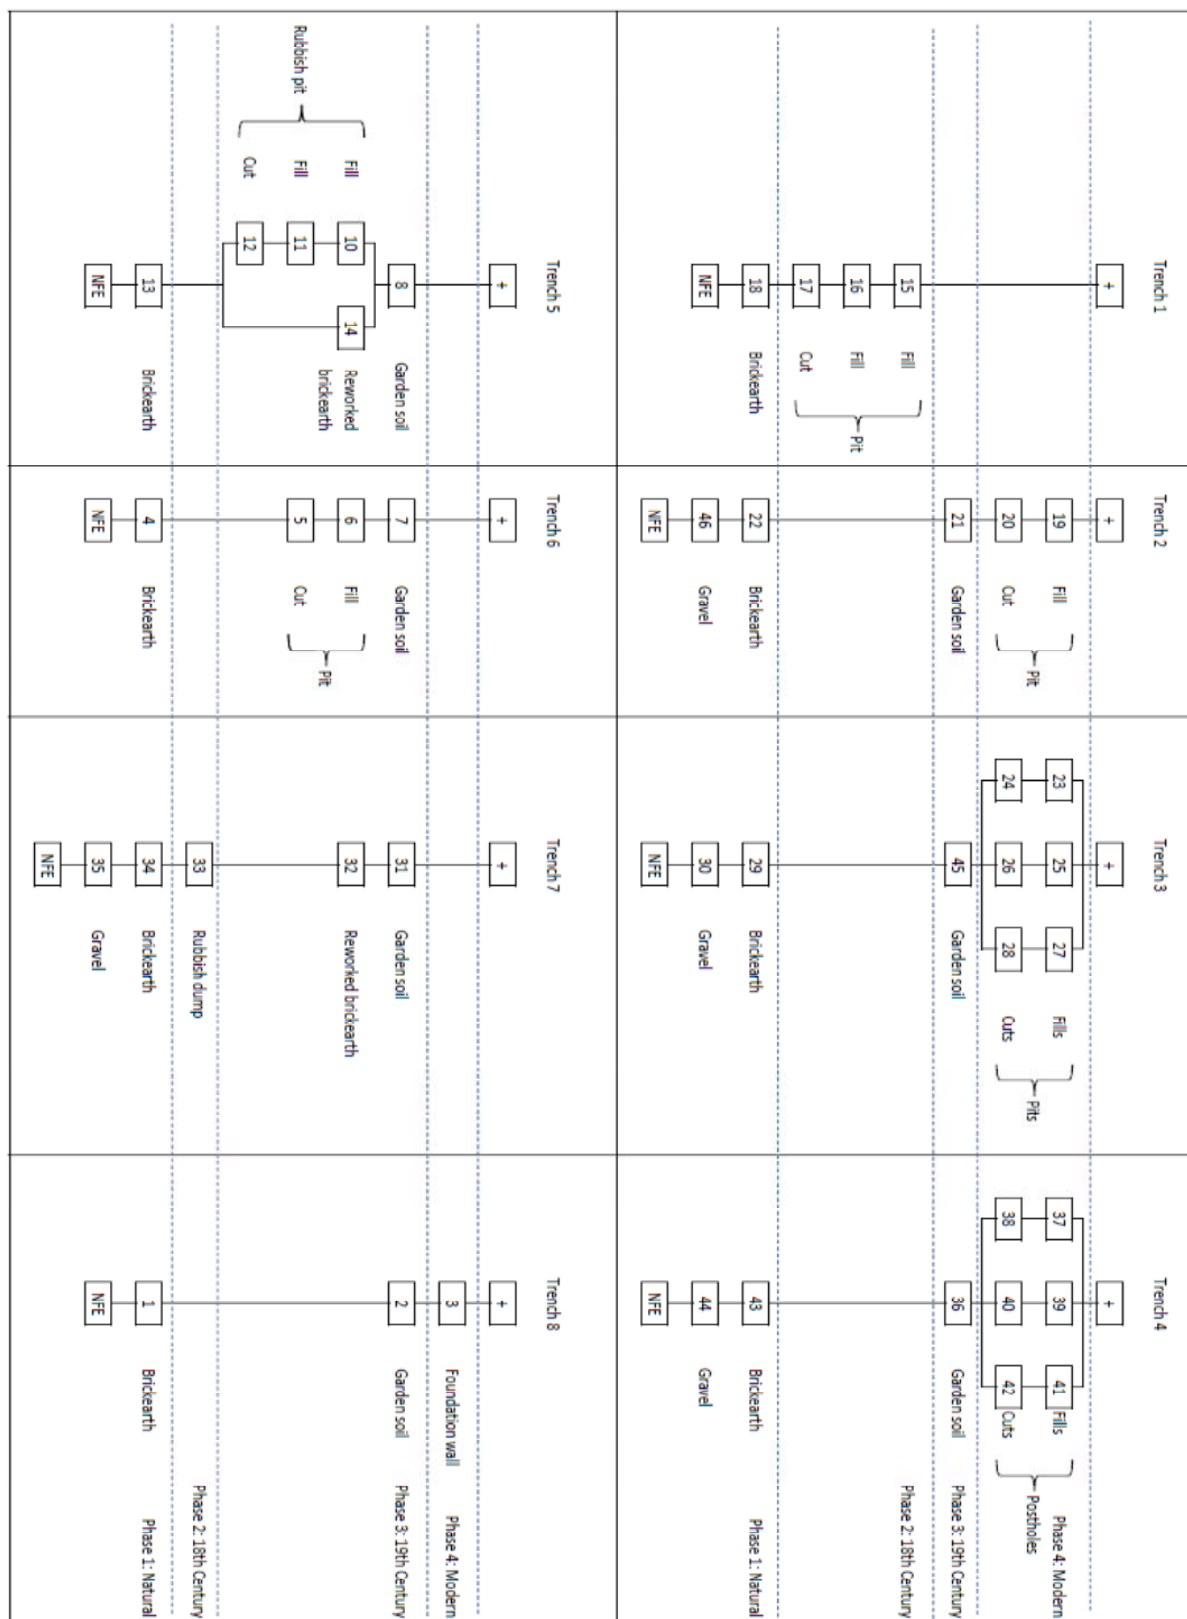 Trench 1
+
15
Fill
16
Fill
17
Cut
Pit
18
Brickearth
NFE
Trench 2
+
19
Fill
20
Cut
Pit
21
Garden soil
22
Brickearth
46
Gravel
NFE
Trench 3
+
23
25
27
Fills
24
26
28
Cuts
Pits
45
Garden soil
29
Brickearth
30
Gravel
NFE
Trench 4
+
37
39
41
Fills
38
40
42
Cuts
Postholes
36
Garden soil
43
Brickearth
44
Gravel
NFE
Phase 4: Modern
Phase 3: 19th Century
Phase 2: 18th Century
Phase 1: Natural
Trench 5
+
8
Garden soil
Rubbish pit
Fill
10
14
Reworked
brickearth
Fill
11
Cut
12
13
Brickearth
NFE
Trench 6
+
7
Garden soil
6
Fill
5
Cut
Pit
4
Brickearth
NFE
Trench 7
+
31
Garden soil
32
Reworked brickearth
33
Rubbish dump
34
Brickearth
35
Gravel
NFE
Trench 8
+
3
Foundation wall
2
Garden soil
1
Brickearth
NFE
Phase 4: Modern
Phase 3: 19th Century
Phase 2: 18th Century
Phase 1: Natural